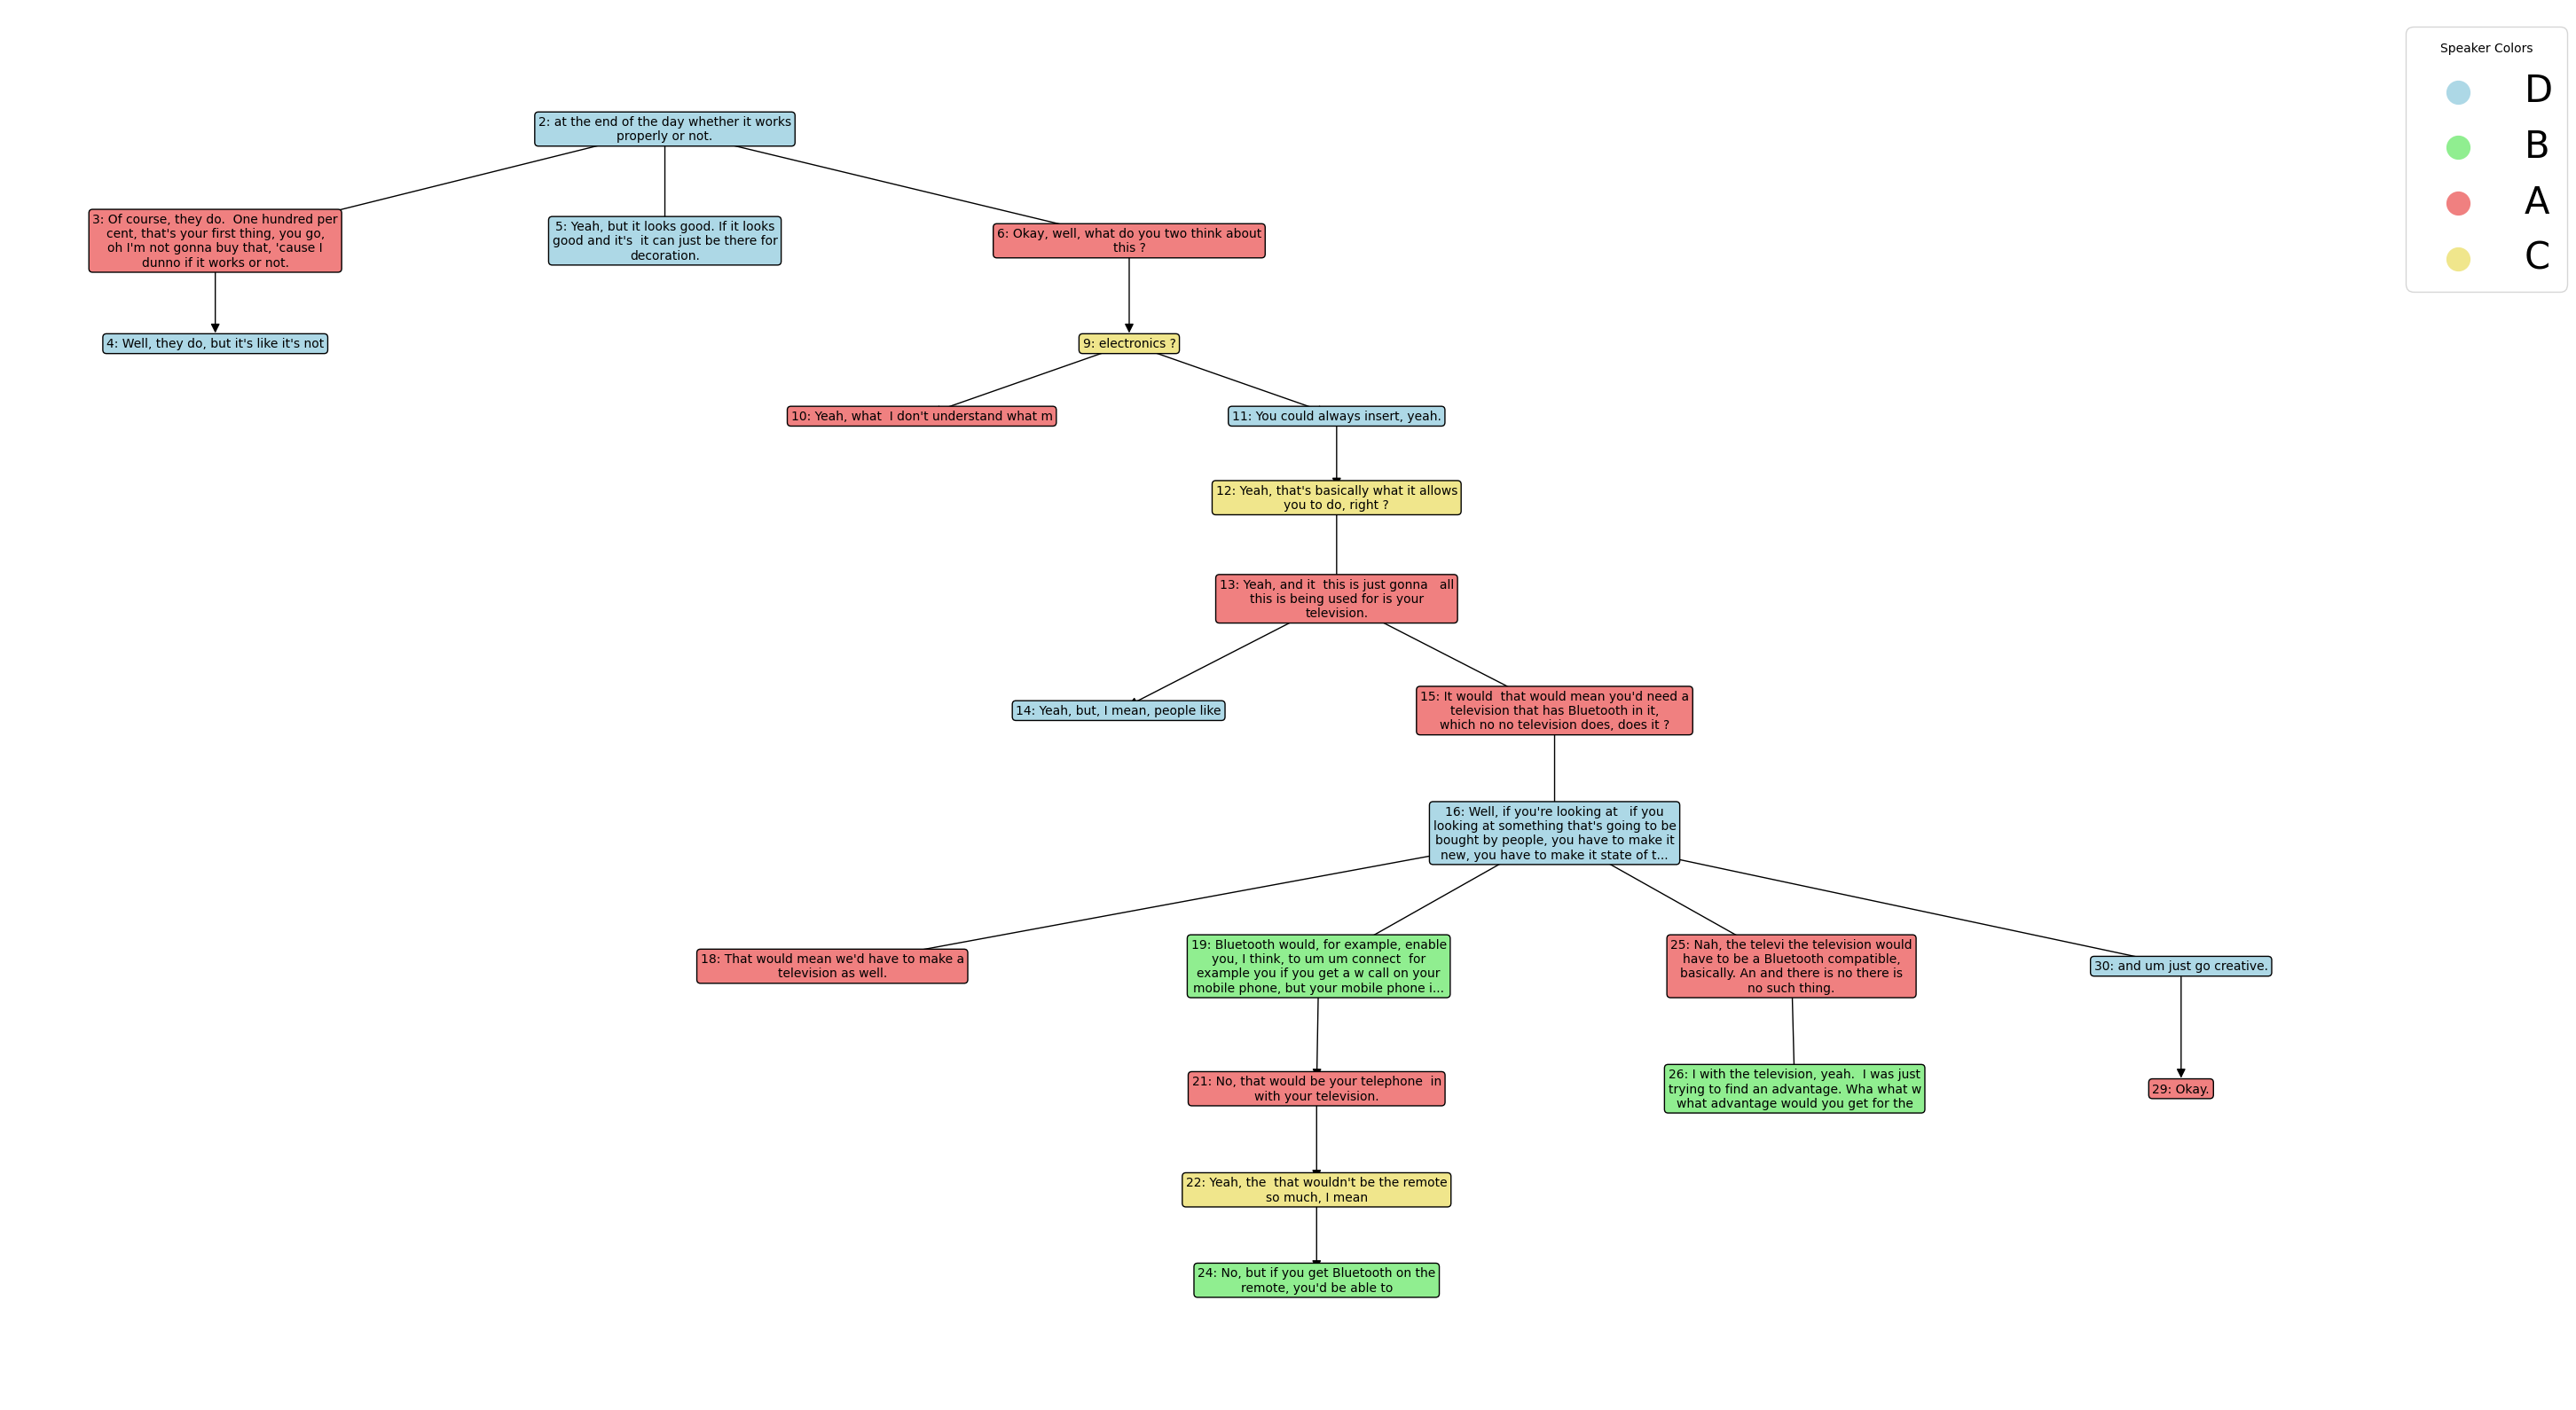 Speaker Colors
D
B
A
C
2: at the end of the day whether it works
properly or not.
3: Of course, they do.  One hundred per
cent, that's your first thing, you go,
oh I'm not gonna buy that, 'cause I
dunno if it works or not.
5: Yeah, but it looks good. If it looks
good and it's  it can just be there for
decoration.
6: Okay, well, what do you two think about
this ?
4: Well, they do, but it's like it's not
9: electronics ?
10: Yeah, what  I don't understand what m
11: You could always insert, yeah.
12: Yeah, that's basically what it allows
you to do, right ?
13: Yeah, and it  this is just gonna   all
this is being used for is your
television.
14: Yeah, but, I mean, people like
15: It would  that would mean you'd need a
television that has Bluetooth in it,
which no no television does, does it ?
16: Well, if you're looking at   if you
looking at something that's going to be
bought by people, you have to make it
new, you have to make it state of t...
18: That would mean we'd have to make a
television as well.
19: Bluetooth would, for example, enable
you, I think, to um um connect  for
example you if you get a w call on your
mobile phone, but your mobile phone i...
25: Nah, the televi the television would
have to be a Bluetooth compatible,
basically. An and there is no there is
no such thing.
30: and um just go creative.
21: No, that would be your telephone  in
with your television.
26: I with the television, yeah.  I was just
trying to find an advantage. Wha what w
what advantage would you get for the
29: Okay.
22: Yeah, the  that wouldn't be the remote
so much, I mean
24: No, but if you get Bluetooth on the
remote, you'd be able to